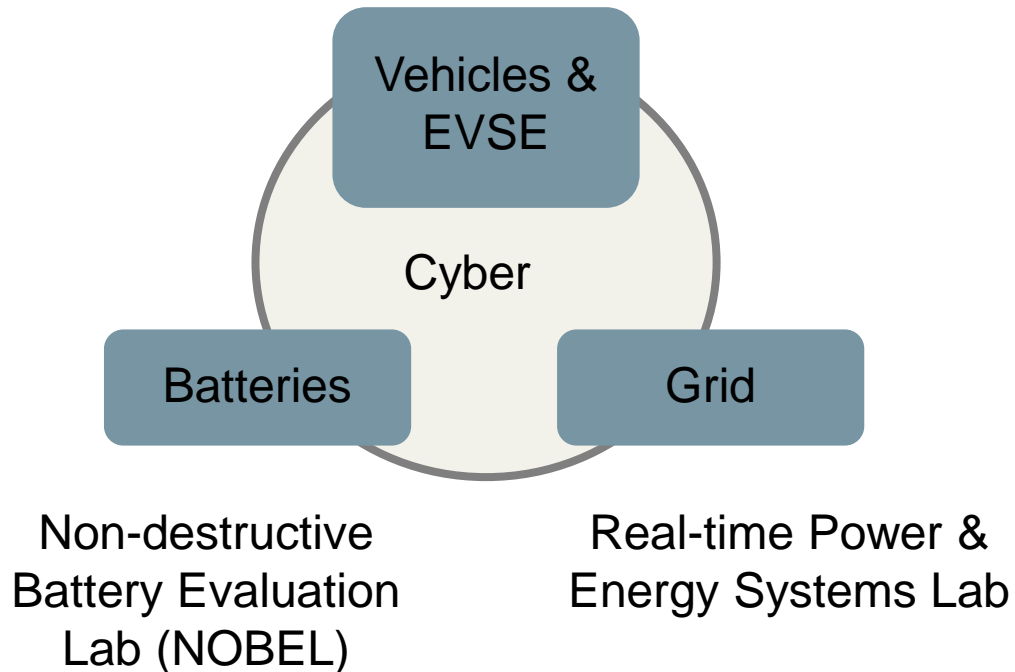 Vehicles &
EVSE
Cyber
Batteries
Grid
Non-destructive
Battery Evaluation
Lab (NOBEL)
Real-time Power &
Energy Systems Lab